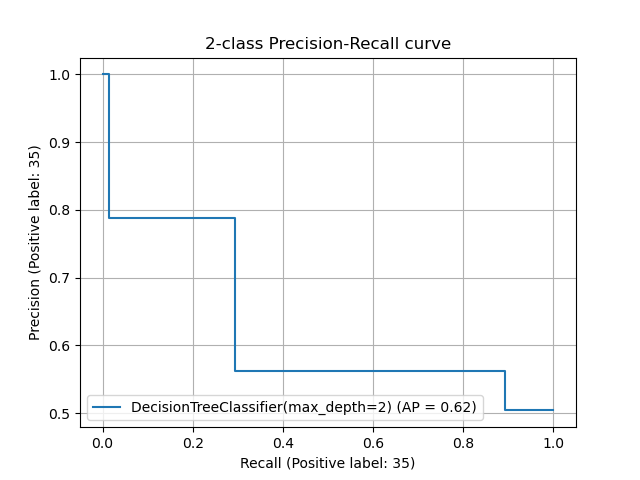 2-class Precision-Recall curve
Precision (Positive label: 35)
1.0
0.9
0.8
0.7
0.6
0.5
DecisionTreeClassifier(max_depth=2) (AP = 0.62)
0.0 0.2 0.4 0.6 0.8 1.0
Recall (Positive label: 35)